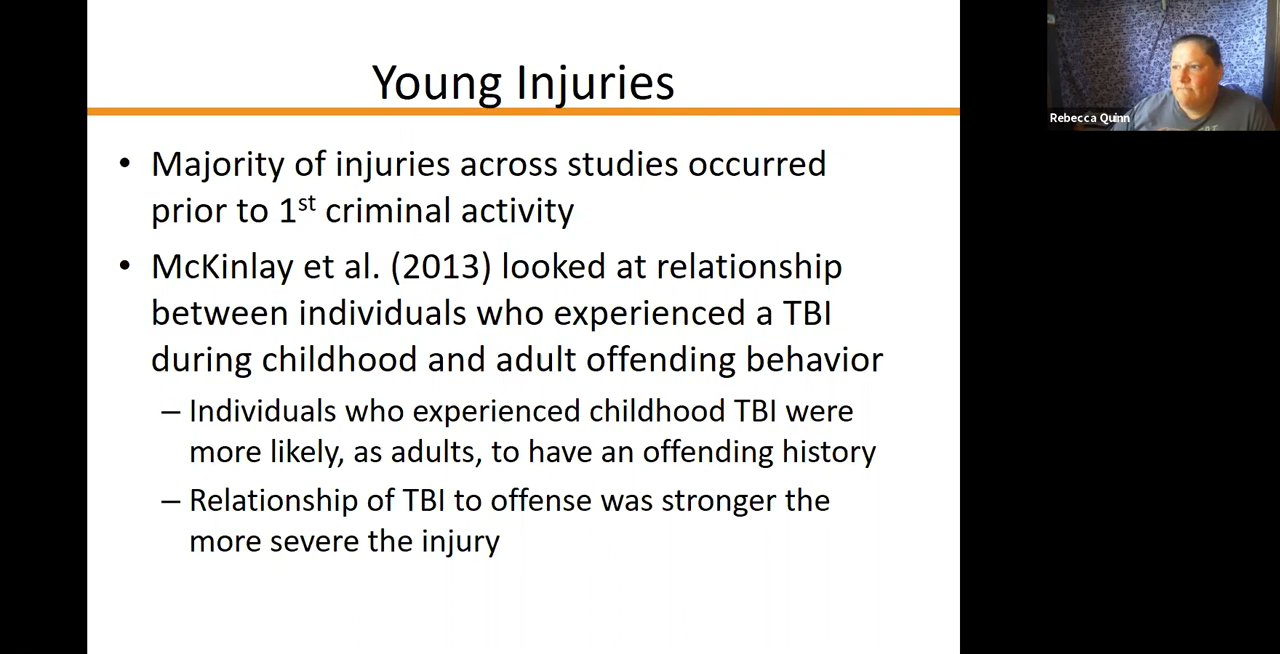 Young Injuries
• Majority of injuries across studies occurred
prior to 1st criminal activity
• McKinlay et al. (2013) looked at relationship
between individuals who experienced a TBI
during childhood and adult offending behavior
– Individuals who experienced childhood TBI were
more likely, as adults, to have an offending history
– Relationship of TBI to offense was stronger the
more severe the injury
Rebecca Quinn